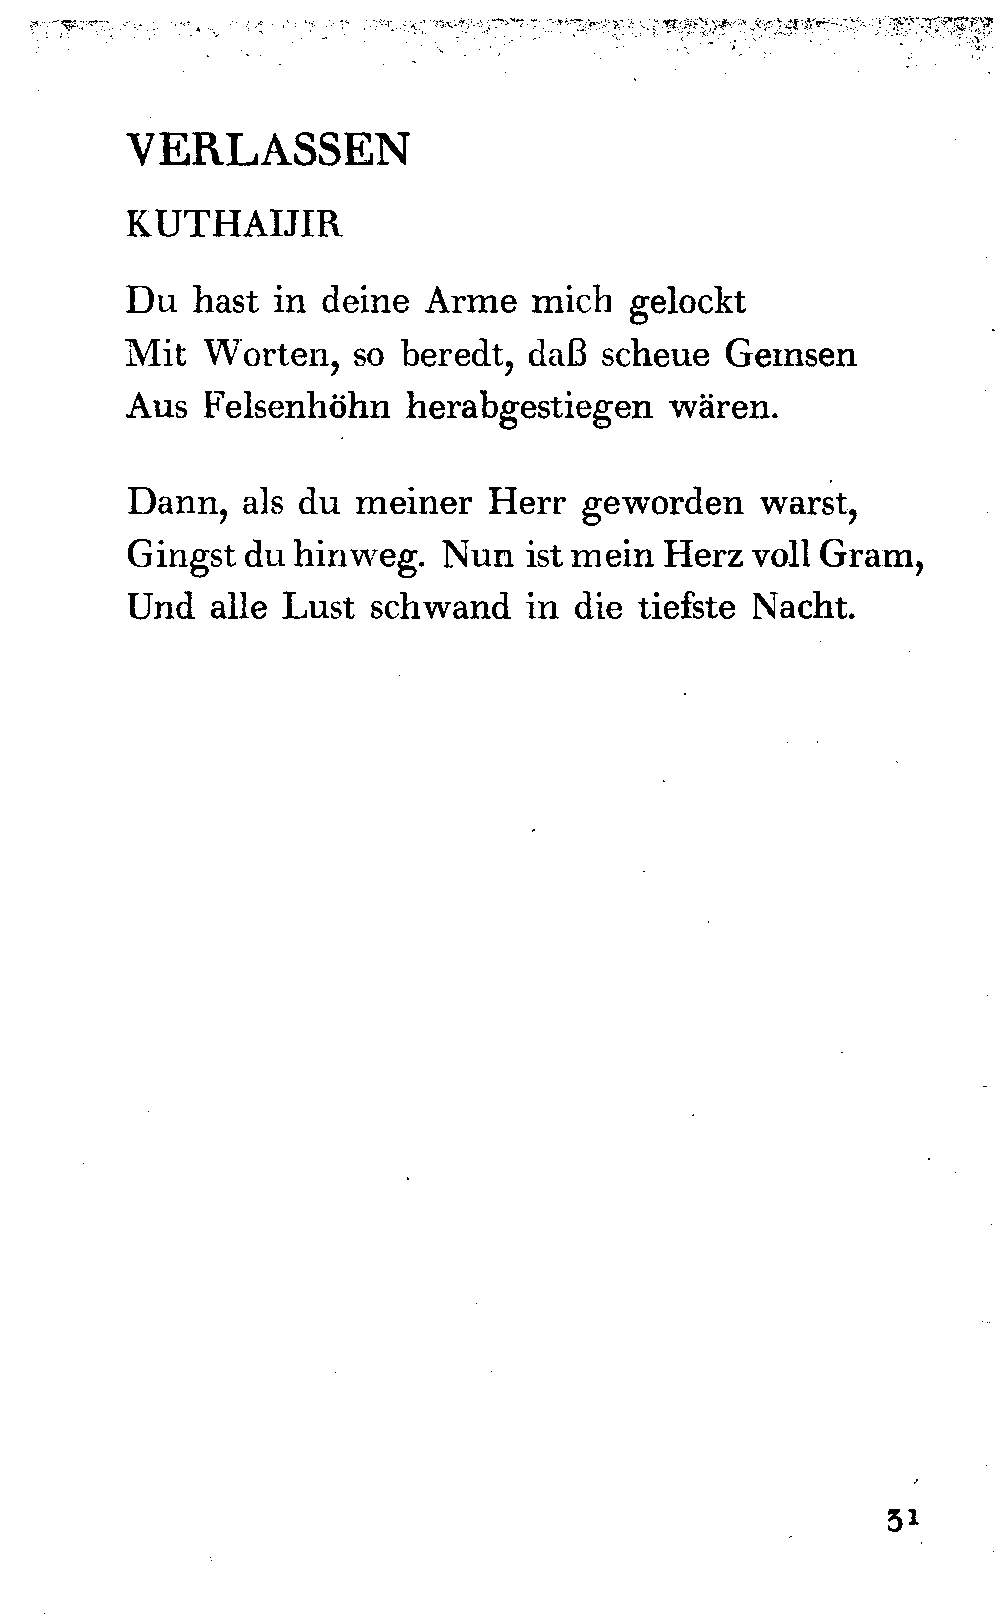 VERLASSEN
KUTHAIJIR
Du hast in deine Arme mich gelockt
Mit Worten, so beredt, daß scheue Gemsen
Aus Felsenhöhn herabgestiegen wären.
Dann, als du meiner Herr geworden warst,
Gingst du hinweg. Nun ist mein Herz voll Gram,
Und alle Lust schwand in die tiefste Nacht.
31